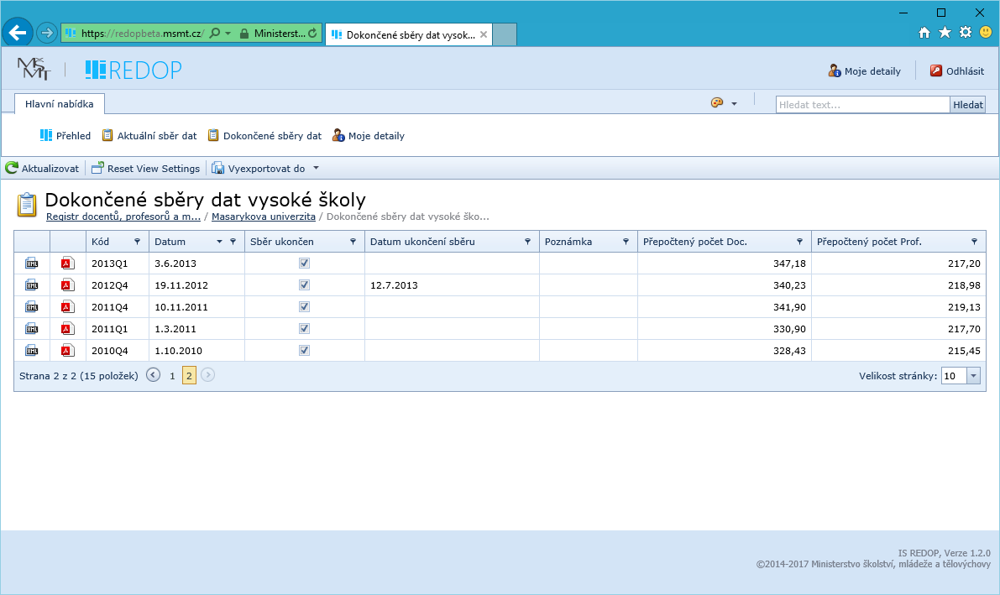 https://redopbeta.msmt.cz/ Ministerst... Dokončené sběry dat vysok...
MŠMT REDOP Moje detaily Odhlásit
Hlavní nabídka Hledat text... Hledat
Přehled Aktuální sběr dat Dokončené sběry dat Moje detaily
Aktualizovat Reset View Settings Vyexportovat do
Dokončené sběry dat vysoké školy
Registr docentů, profesorů a m... / Masarykova univerzita / Dokončené sběry dat vysoké ško...
Kód Datum Sběr ukončen Datum ukončení sběru Poznámka Přepočtený počet Doc. Přepočtený počet Prof.
XML 2013Q1 3.6.2013 347,18 217,20
XML 2012Q4 19.11.2012 12.7.2013 340,23 218,98
XML 2011Q4 10.11.2011 341,90 219,13
XML 2011Q1 1.3.2011 330,90 217,70
XML 2010Q4 1.10.2010 328,43 215,45
Strana 2 z 2 (15 položek) 1 2 Velikost stránky: 10
IS REDOP, Verze 1.2.0
©2014-2017 Ministerstvo školství, mládeže a tělovýchovy